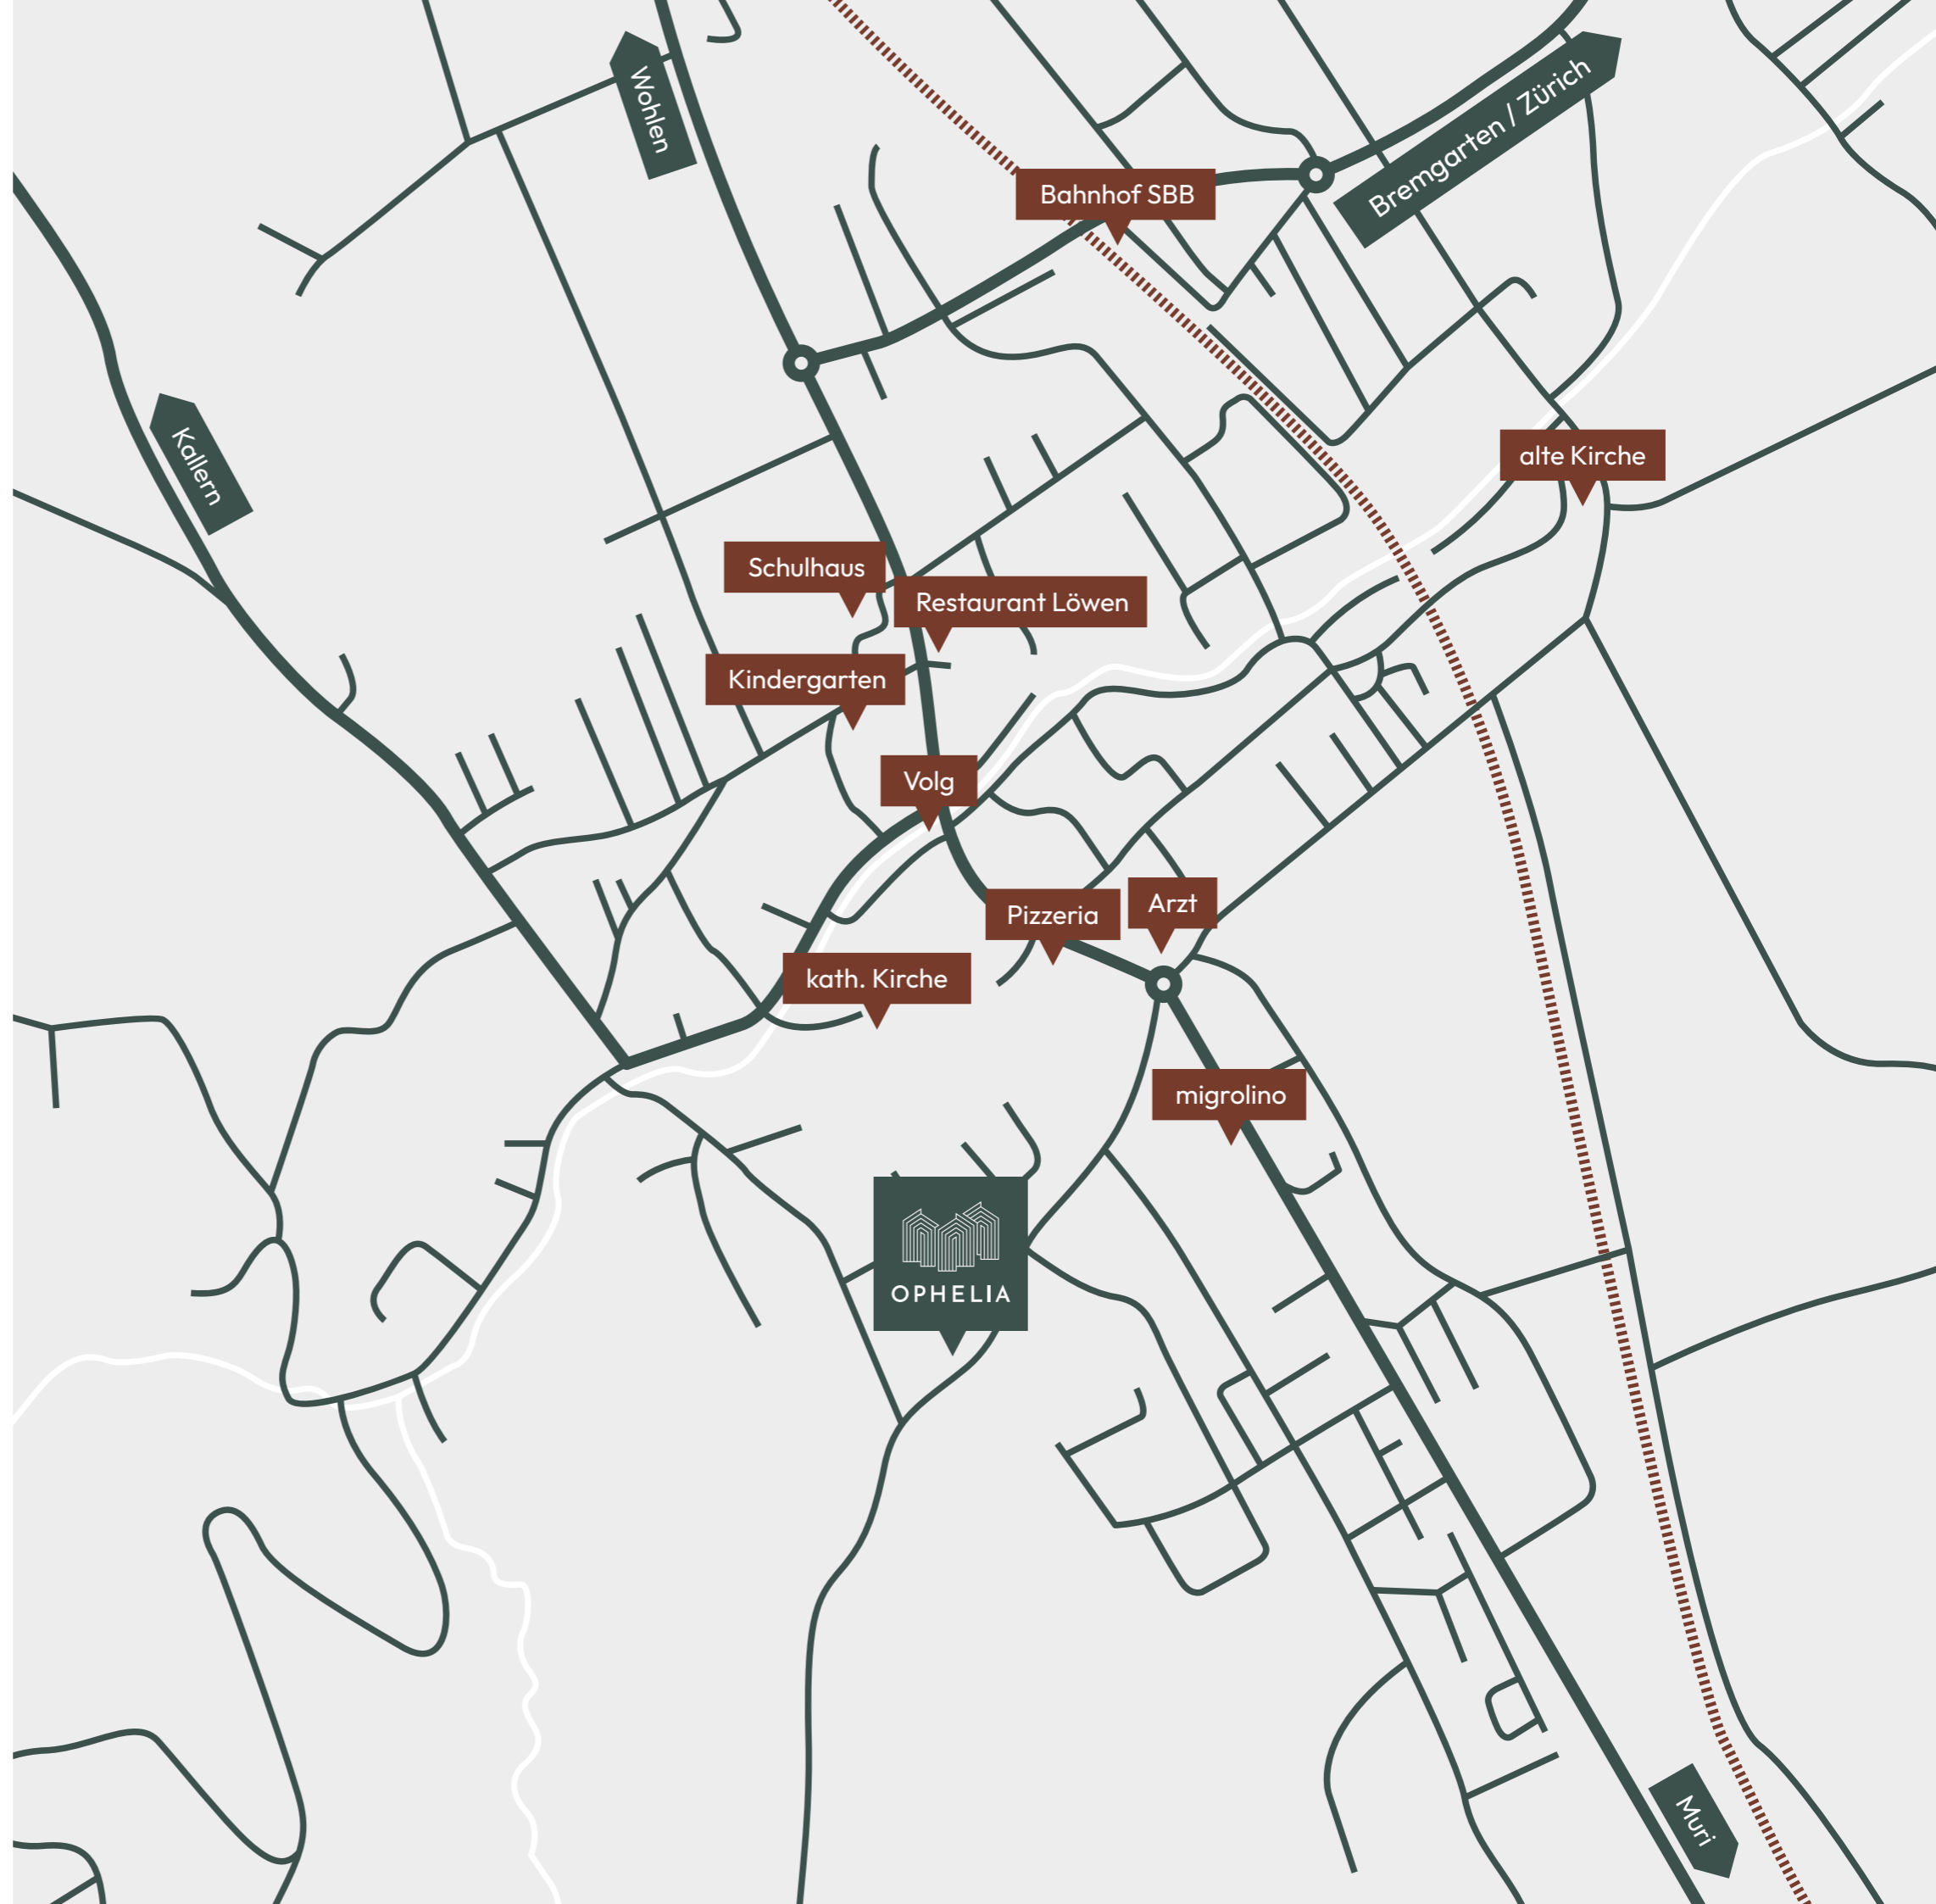 Wohlen
Bremgarten / Zürich
Bahnhof SBB
Kallern
alte Kirche
Schulhaus
Restaurant Löwen
Kindergarten
Volg
Pizzeria
Arzt
kath. Kirche
migrolino
OPHELIA
Muri